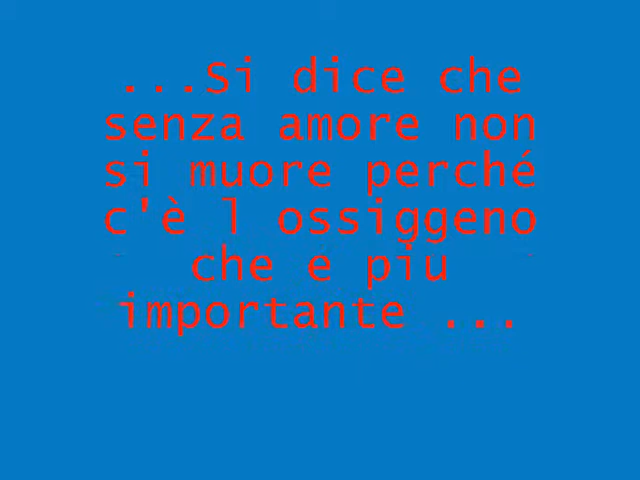 ...Si dice che
senza amore non
si muore perché
c'è l ossiggeno
che e piu
importante ...